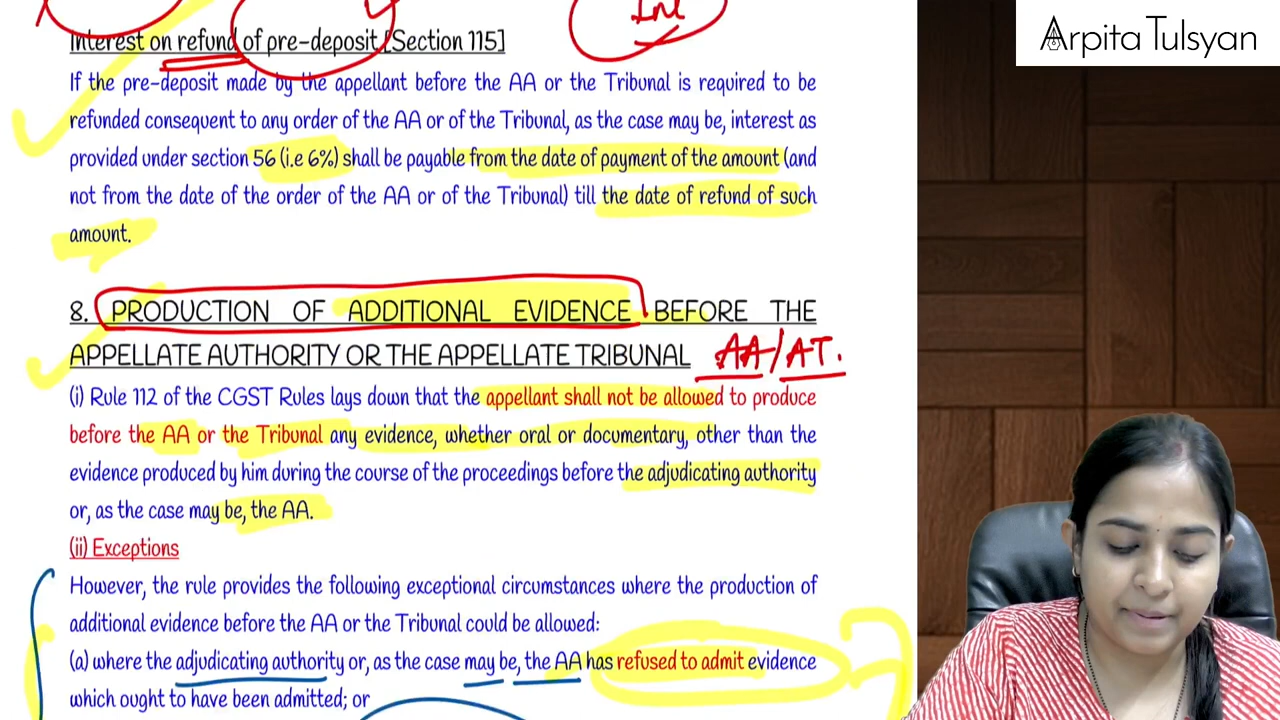 Int
Arpita Tulsyan
Interest on refund of pre-deposit [Section 115]
If the pre-deposit made by the appellant before the AA or the Tribunal is required to be
refunded consequent to any order of the AA or of the Tribunal, as the case may be, interest as
provided under section 56 (i.e 6%) shall be payable from the date of payment of the amount (and
not from the date of the order of the AA or of the Tribunal) till the date of refund of such
amount.
8. PRODUCTION OF ADDITIONAL EVIDENCE BEFORE THE
APPELLATE AUTHORITY OR THE APPELLATE TRIBUNAL AA/AT.
(i) Rule 112 of the CGST Rules lays down that the appellant shall not be allowed to produce
before the AA or the Tribunal any evidence, whether oral or documentary, other than the
evidence produced by him during the course of the proceedings before the adjudicating authority
or, as the case may be, the AA.
(ii) Exceptions
However, the rule provides the following exceptional circumstances where the production of
additional evidence before the AA or the Tribunal could be allowed:
(a) where the adjudicating authority or, as the case may be, the AA has refused to admit evidence
which ought to have been admitted; or